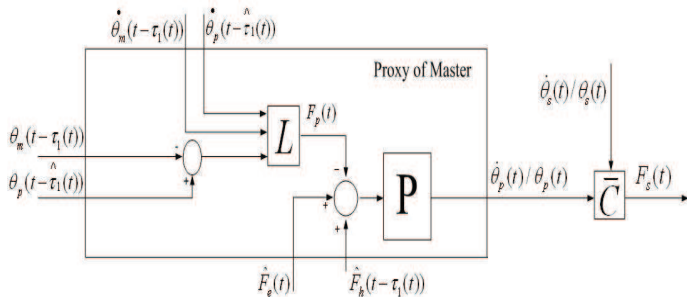 θ̇ₘ(t−τ₁(t)) θ̇ₚ(t−τ̂₁(t))
Proxy of Master
θ̇ₛ(t)/θₛ(t)
Fₚ(t)
L
θₘ(t−τ₁(t))
-
+
θₚ(t−τ̂₁(t))
−
+
+
P
θ̇ₚ(t)/θₚ(t)
C̅
Fₛ(t)
F̂ₑ(t)
F̂ₕ(t−τ₁(t))